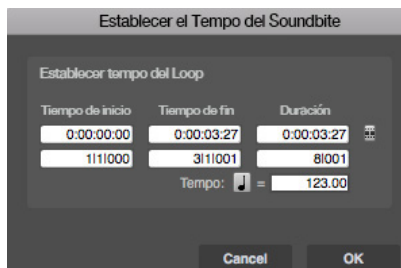 Establecer el Tempo del Soundbite
Establecer tempo del Loop
Tiempo de inicio Tiempo de fin Duración
0:00:00:00 0:00:03:27 0:00:03:27
1|1|000 3|1|001 8|001
Tempo: ♩ = 123.00
Cancel OK